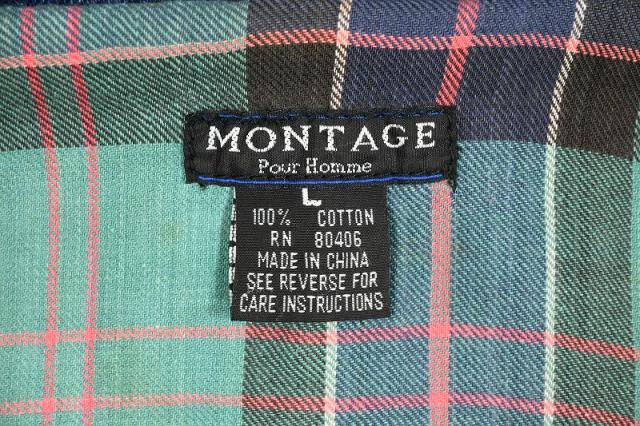 MONTAGE
Pour Homme
L
100% COTTON
RN 80406
MADE IN CHINA
SEE REVERSE FOR
CARE INSTRUCTIONS